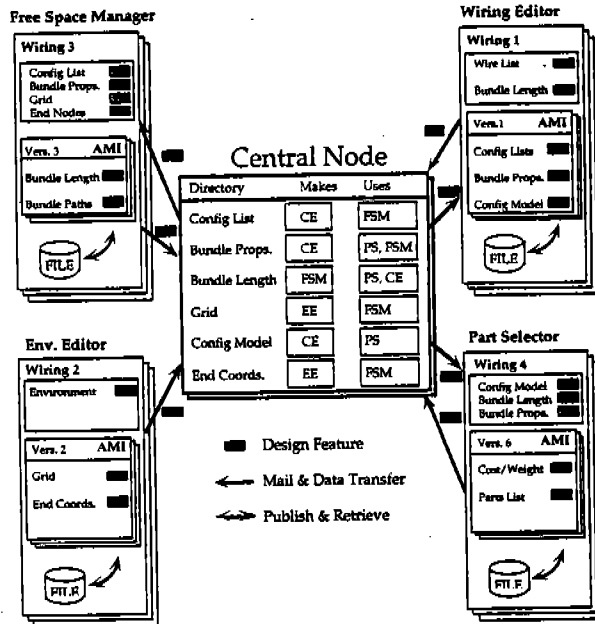 Free Space Manager
Wiring 3
Config List
Bundle Props.
Grid
End Nodes
Vers. 3 AMI
Bundle Length
Bundle Paths
FILE
Wiring Editor
Wiring 1
Wire List
Bundle Length
Vers.1 AMI
Config Lists
Bundle Props.
Config Model
FILE
Central Node
Directory Makes Uses
Config List CE FSM
Bundle Props. CE PS, FSM
Bundle Length FSM PS, CE
Grid EE FSM
Config Model CE PS
End Coords. EE FSM
Env. Editor
Wiring 2
Environment
Vers. 2 AMI
Grid
End Coords.
FILE
Part Selector
Wiring 4
Config Model
Bundle Length
Bundle Props.
Vers. 6 AMI
Cost/Weight
Parts List
FILE
Design Feature
Mail & Data Transfer
Publish & Retrieve